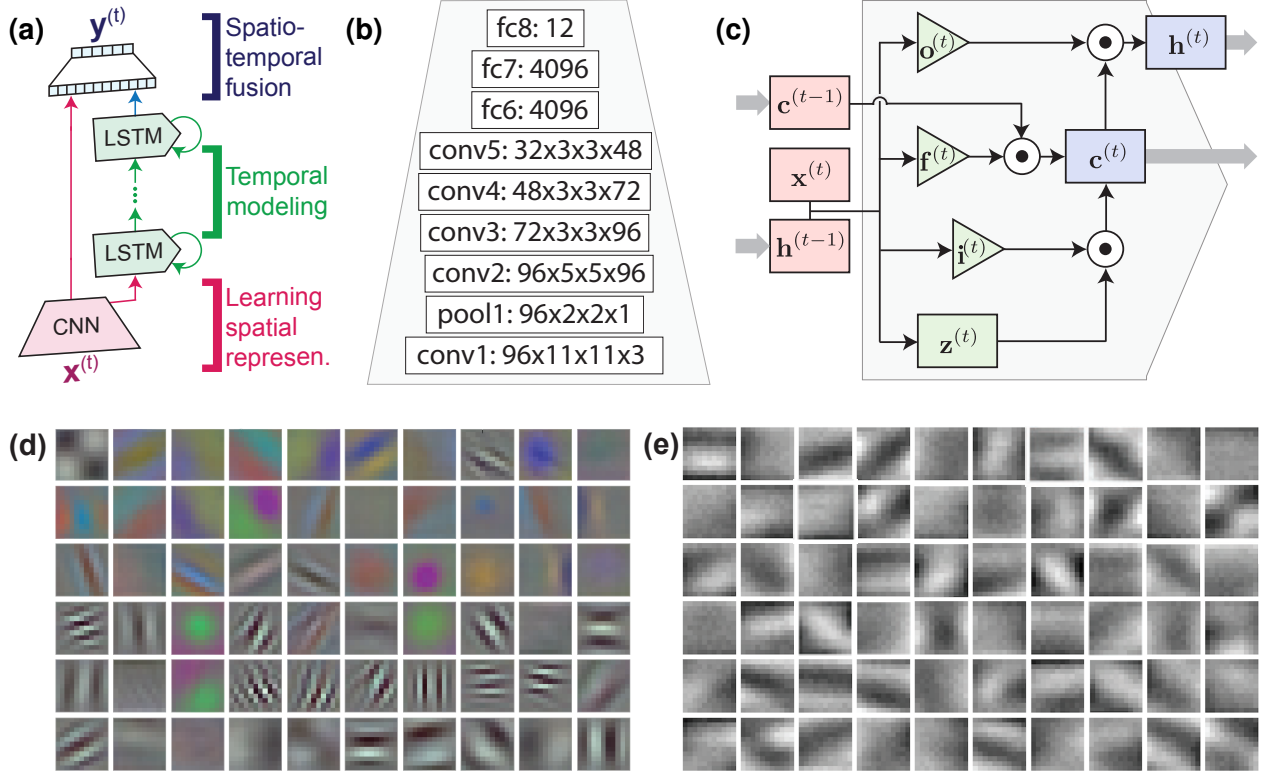 (a)
y(t)
Spatio-
temporal
fusion
LSTM
Temporal
modeling
LSTM
Learning
spatial
represen.
CNN
x(t)
(b)
fc8: 12
fc7: 4096
fc6: 4096
conv5: 32x3x3x48
conv4: 48x3x3x72
conv3: 72x3x3x96
conv2: 96x5x5x96
pool1: 96x2x2x1
conv1: 96x11x11x3
(c)
o(t)
h(t)
c(t−1)
f(t)
c(t)
x(t)
h(t−1)
i(t)
z(t)
(d)
(e)